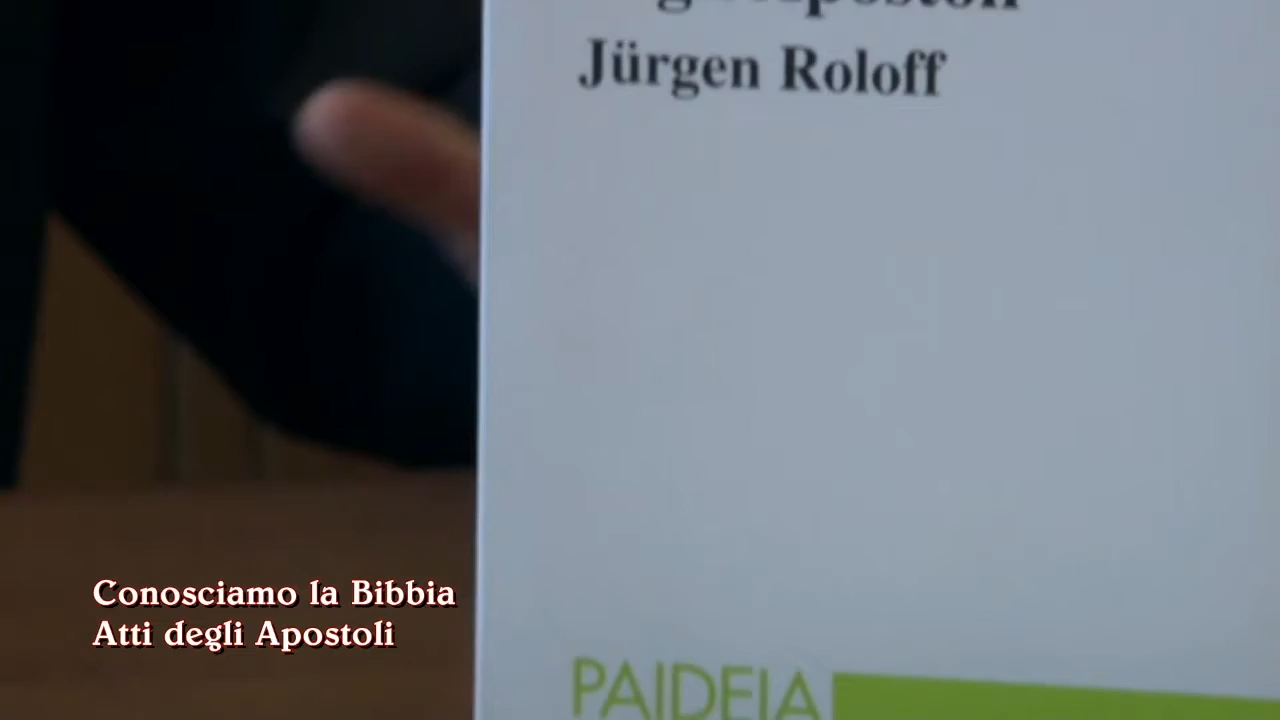 Jürgen Roloff
Conosciamo la Bibbia
Atti degli Apostoli
PAIDEIA